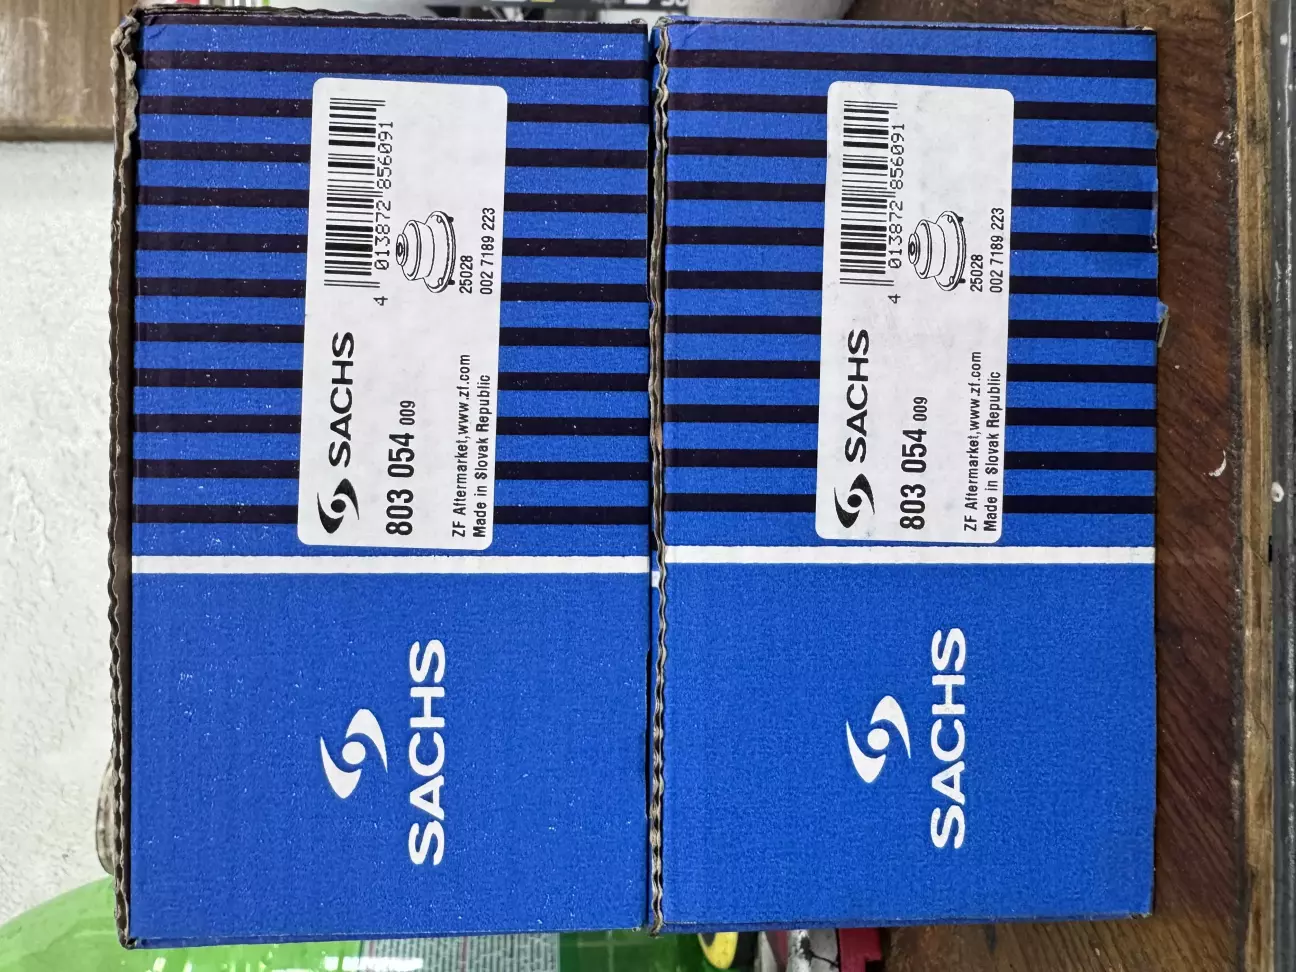 SACHS
803 054 009
ZF Aftermarket,www.zf.com
Made in Slovak Republic
4 013872 856091
25028
002 7189 223
SACHS
SACHS
803 054 009
ZF Aftermarket,www.zf.com
Made in Slovak Republic
4 013872 856091
25028
002 7189 223
SACHS